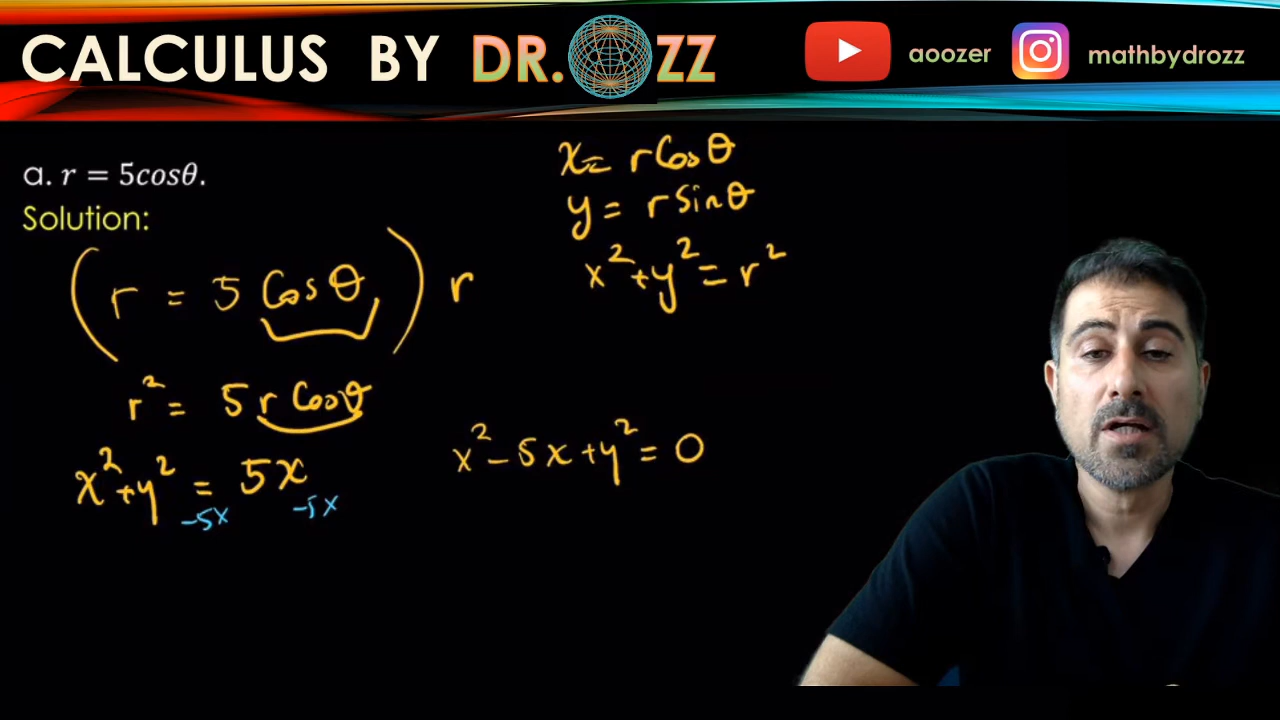 CALCULUS BY DR. OZZ
aoozer
mathbydrozz
a. r = 5cosθ.
Solution:
x = r Cos θ
y = r Sin θ
x² + y² = r²
( r = 5 Cos θ ) r
r² = 5 r Cos θ
x² + y² = 5x
-5x -5x
x² - 5x + y² = 0